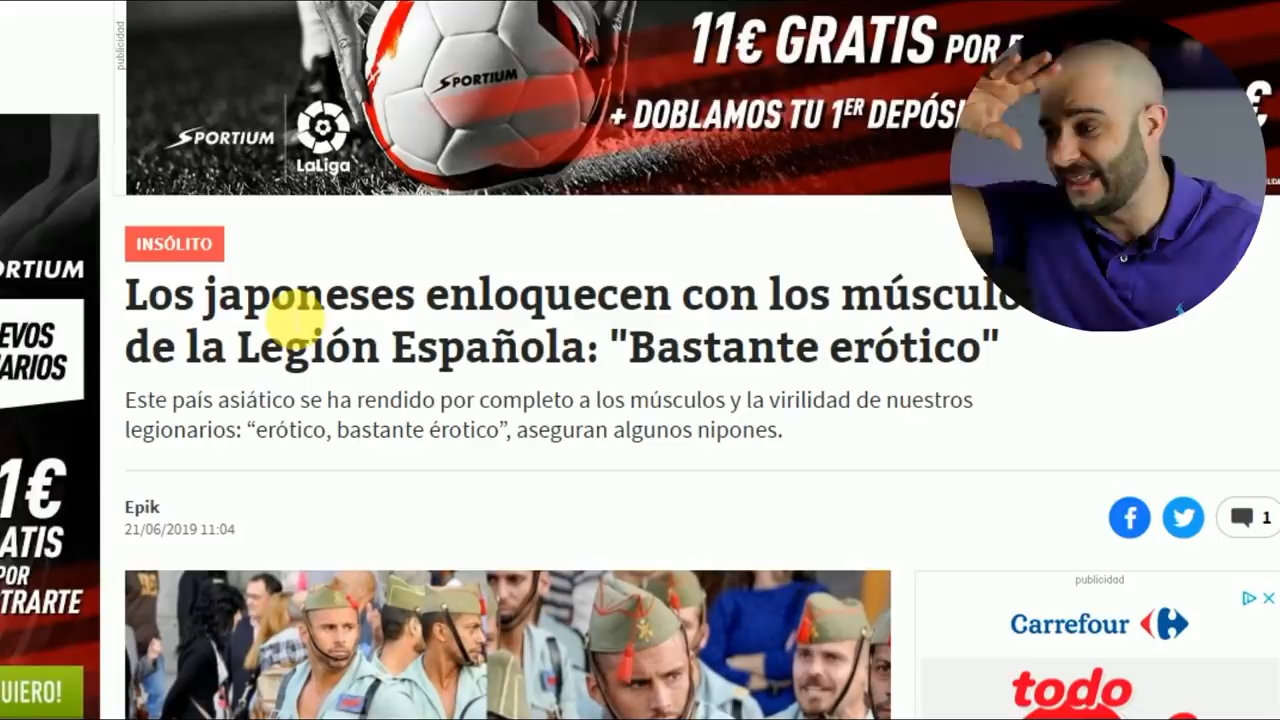 publicidad
11€ GRATIS POR
+ DOBLAMOS TU 1ER DEPÓSI
SPORTIUM
SPORTIUM
LaLiga
€
ORTIUM
EVOS
ARIOS
1€
ATIS
POR
TRARTE
UIERO!
INSÓLITO
Los japoneses enloquecen con los múscul
de la Legión Española: "Bastante erótico"
Este país asiático se ha rendido por completo a los músculos y la virilidad de nuestros
legionarios: “erótico, bastante érotico”, aseguran algunos nipones.
Epik
21/06/2019 11:04
1
publicidad
Carrefour
todo